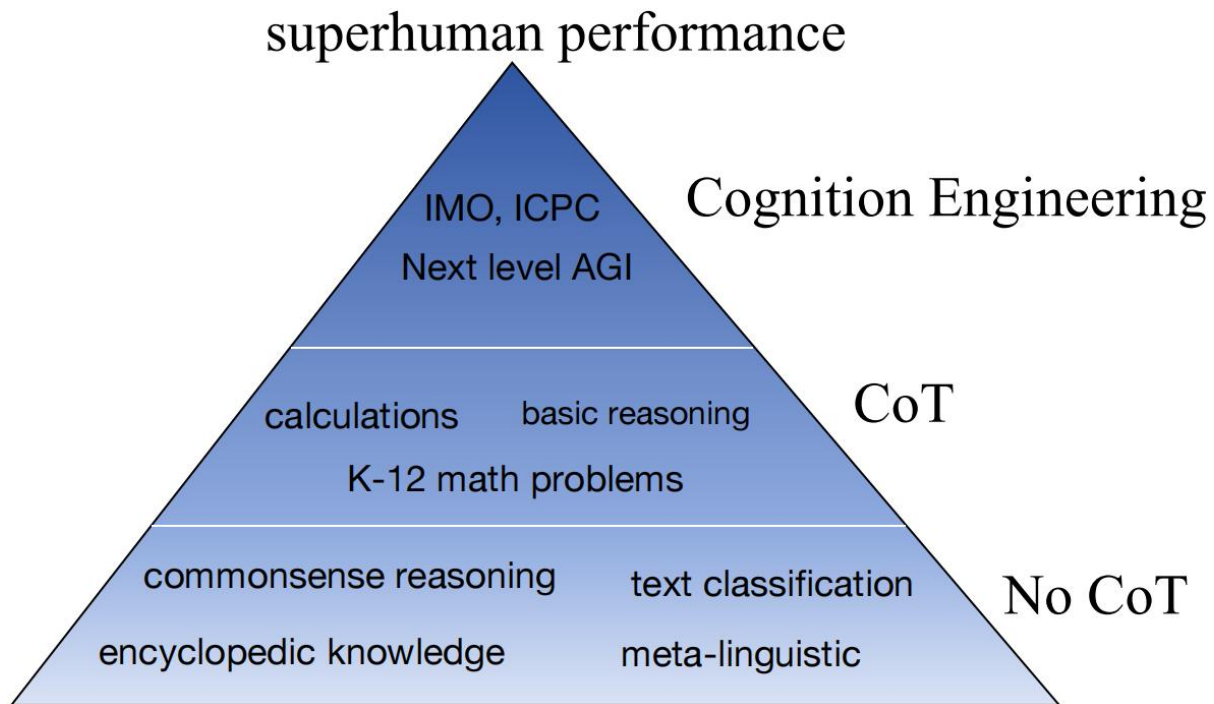 superhuman performance
IMO, ICPC
Cognition Engineering
Next level AGI
calculations
basic reasoning
CoT
K-12 math problems
commonsense reasoning
text classification
No CoT
encyclopedic knowledge
meta-linguistic